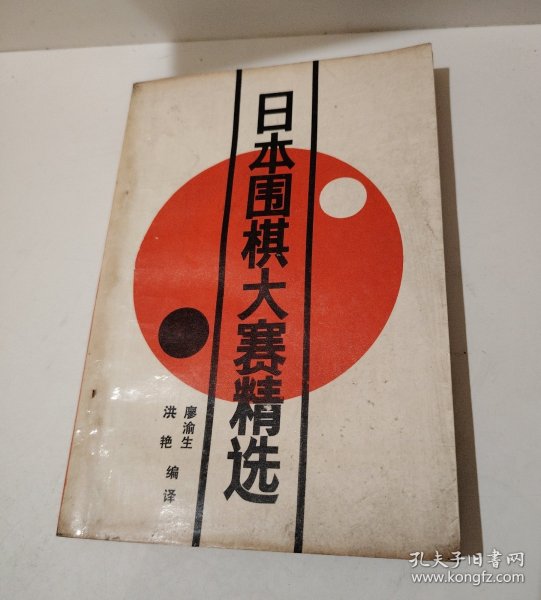 日本围棋大赛精选
廖渝生
洪艳 编译
孔夫子旧书网
www.kongfz.com